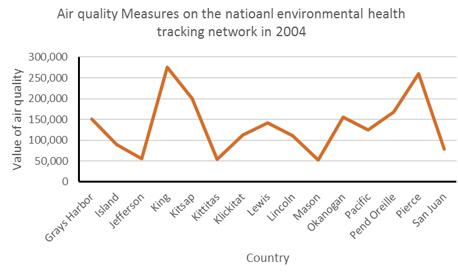 Air quality Measures on the natioanl environmental health
tracking network in 2004
Value of air quality
300,000
250,000
200,000
150,000
100,000
50,000
0
Grays Harbor
Island
Jefferson
King
Kitsap
Kittitas
Klickitat
Lewis
Lincoln
Mason
Okanogan
Pacific
Pend Oreille
Pierce
San Juan
Country